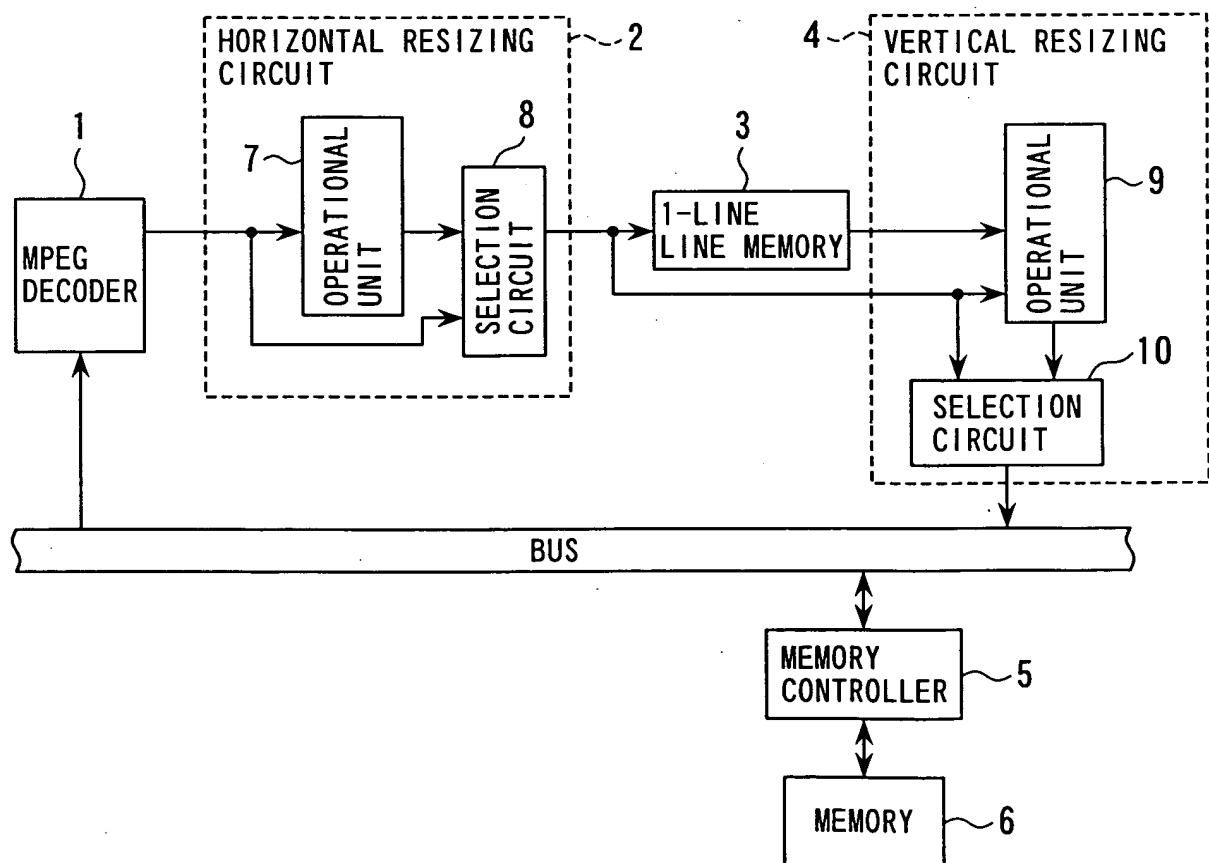 HORIZONTAL RESIZING
CIRCUIT
2
4
VERTICAL RESIZING
CIRCUIT
1
7
8
3
9
MPEG
DECODER
OPERATIONAL
UNIT
SELECTION
CIRCUIT
1-LINE
LINE MEMORY
OPERATIONAL
UNIT
10
SELECTION
CIRCUIT
BUS
MEMORY
CONTROLLER
5
MEMORY
6